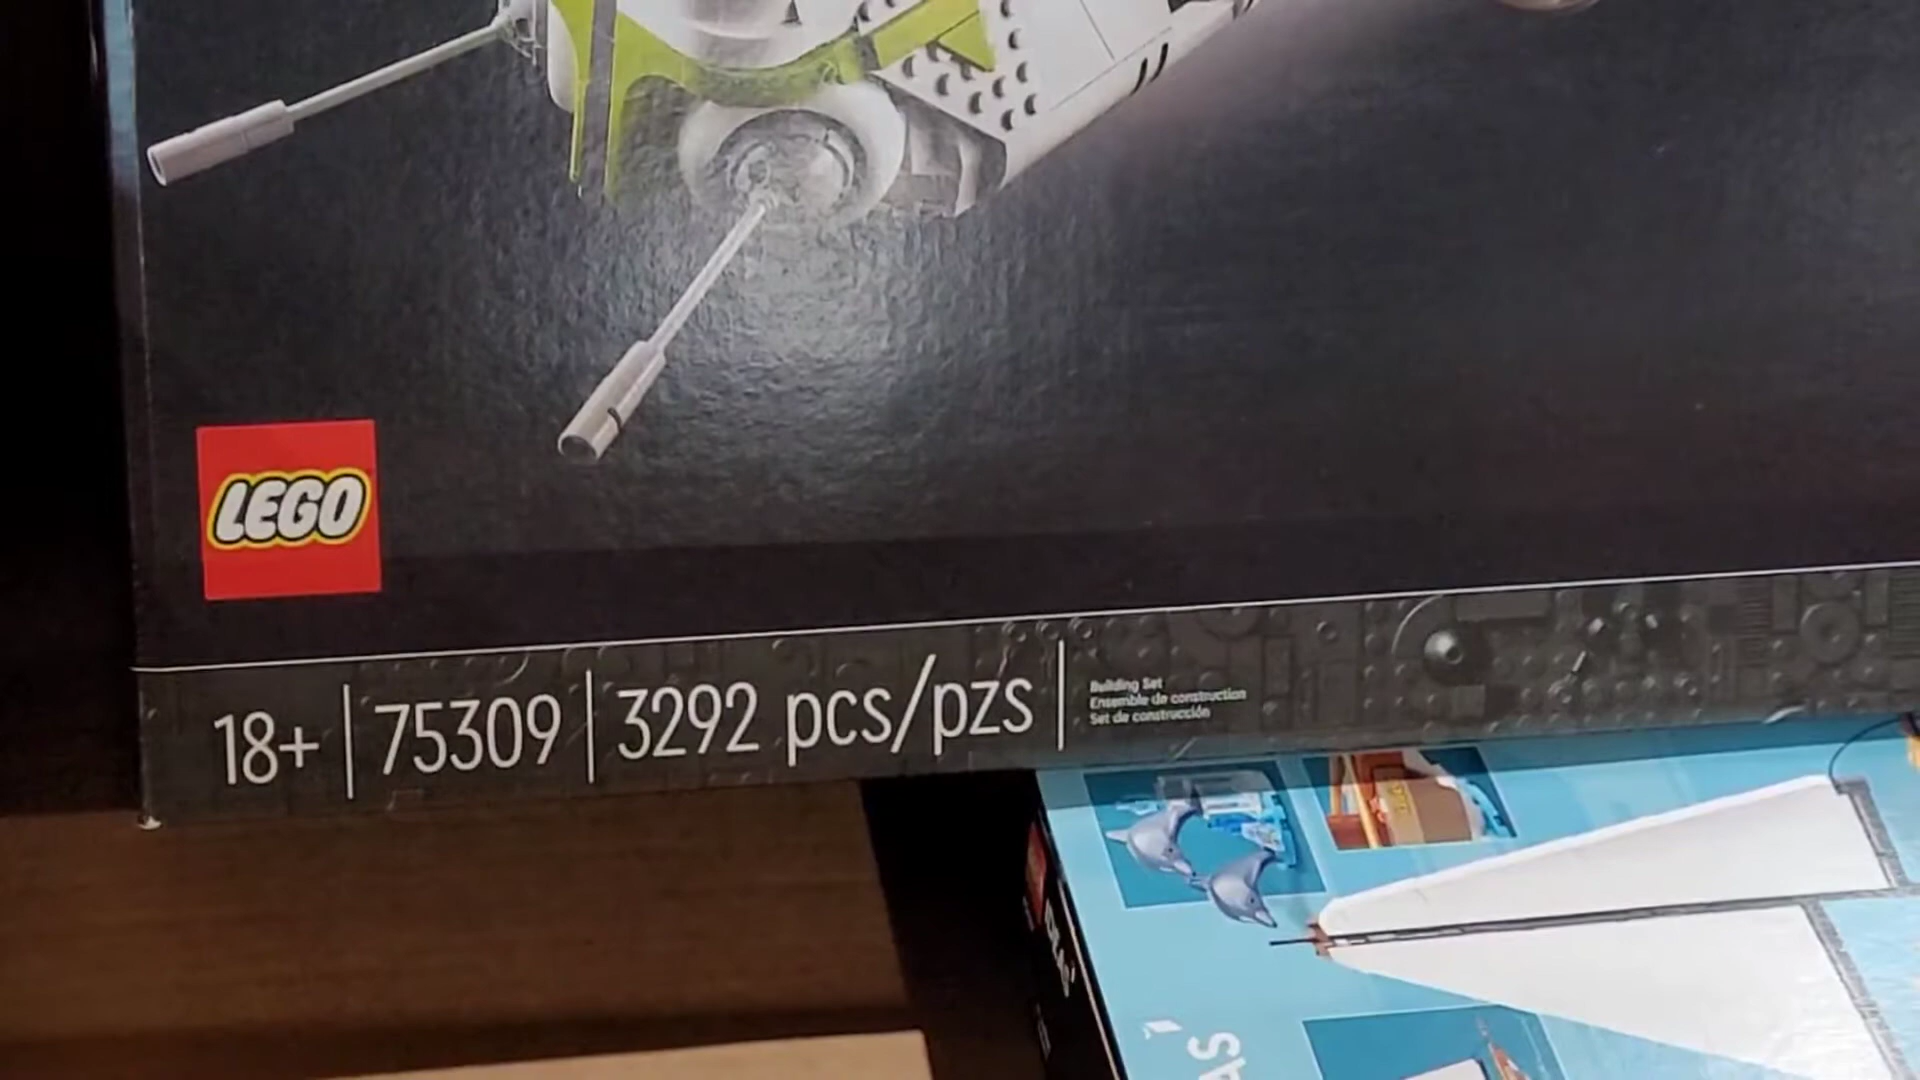 LEGO
18+ | 75309 | 3292 pcs/pzs
Building Set
Ensemble de construction
Set de construcción